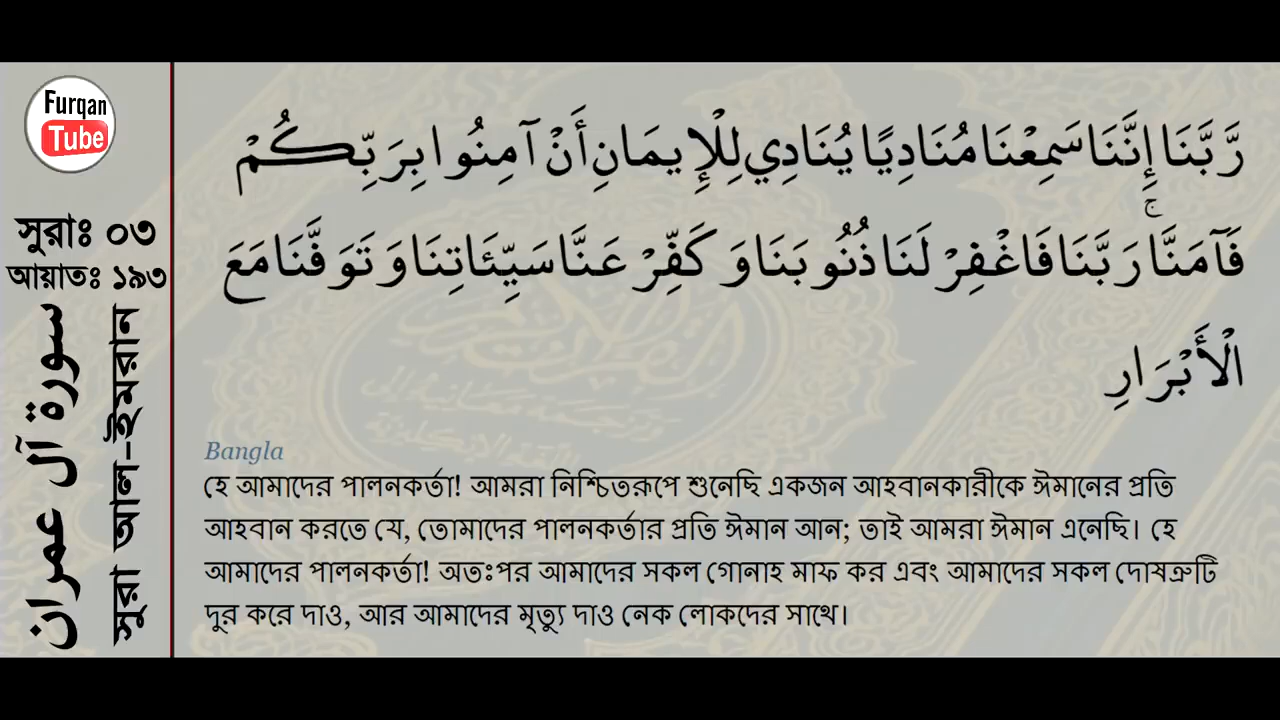 Furqan
Tube
সুরাঃ ০৩
আয়াতঃ ১৯৩
سورة آل عمران
সুরা আল-ইমরান
رَّبَّنَا إِنَّنَا سَمِعْنَا مُنَادِيًا يُنَادِي لِلْإِيمَانِ أَنْ آمِنُوا بِرَبِّكُمْ
فَآمَنَّا ۚ رَبَّنَا فَاغْفِرْ لَنَا ذُنُوبَنَا وَكَفِّرْ عَنَّا سَيِّئَاتِنَا وَتَوَفَّنَا مَعَ
الْأَبْرَارِ
Bangla
হে আমাদের পালনকর্তা! আমরা নিশ্চিতরূপে শুনেছি একজন আহবানকারীকে ঈমানের প্রতি
আহবান করতে যে, তোমাদের পালনকর্তার প্রতি ঈমান আন; তাই আমরা ঈমান এনেছি। হে
আমাদের পালনকর্তা! অতঃপর আমাদের সকল গোনাহ মাফ কর এবং আমাদের সকল দোষত্রুটি
দুর করে দাও, আর আমাদের মৃত্যু দাও নেক লোকদের সাথে।